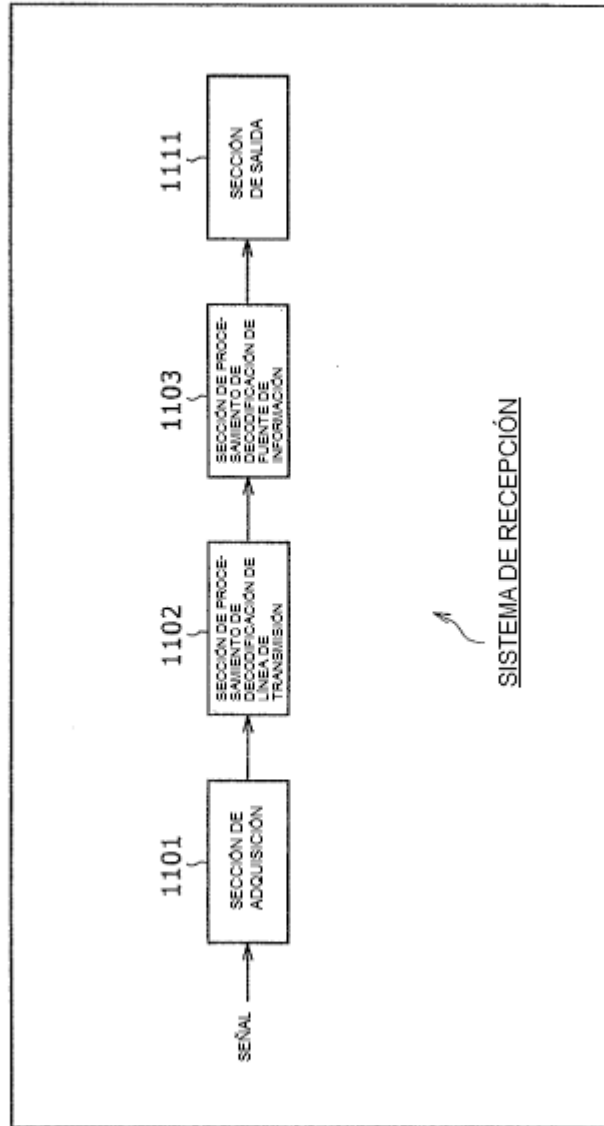 SEÑAL
1101
SECCIÓN DE
ADQUISICIÓN
1102
SECCIÓN DE PROCE-
SAMIENTO DE
DECODIFICACIÓN DE
LÍNEA DE
TRANSMISIÓN
1103
SECCIÓN DE PROCE-
SAMIENTO DE
DECODIFICACIÓN DE
FUENTE DE
INFORMACIÓN
1111
SECCIÓN
DE SALIDA
SISTEMA DE RECEPCIÓN